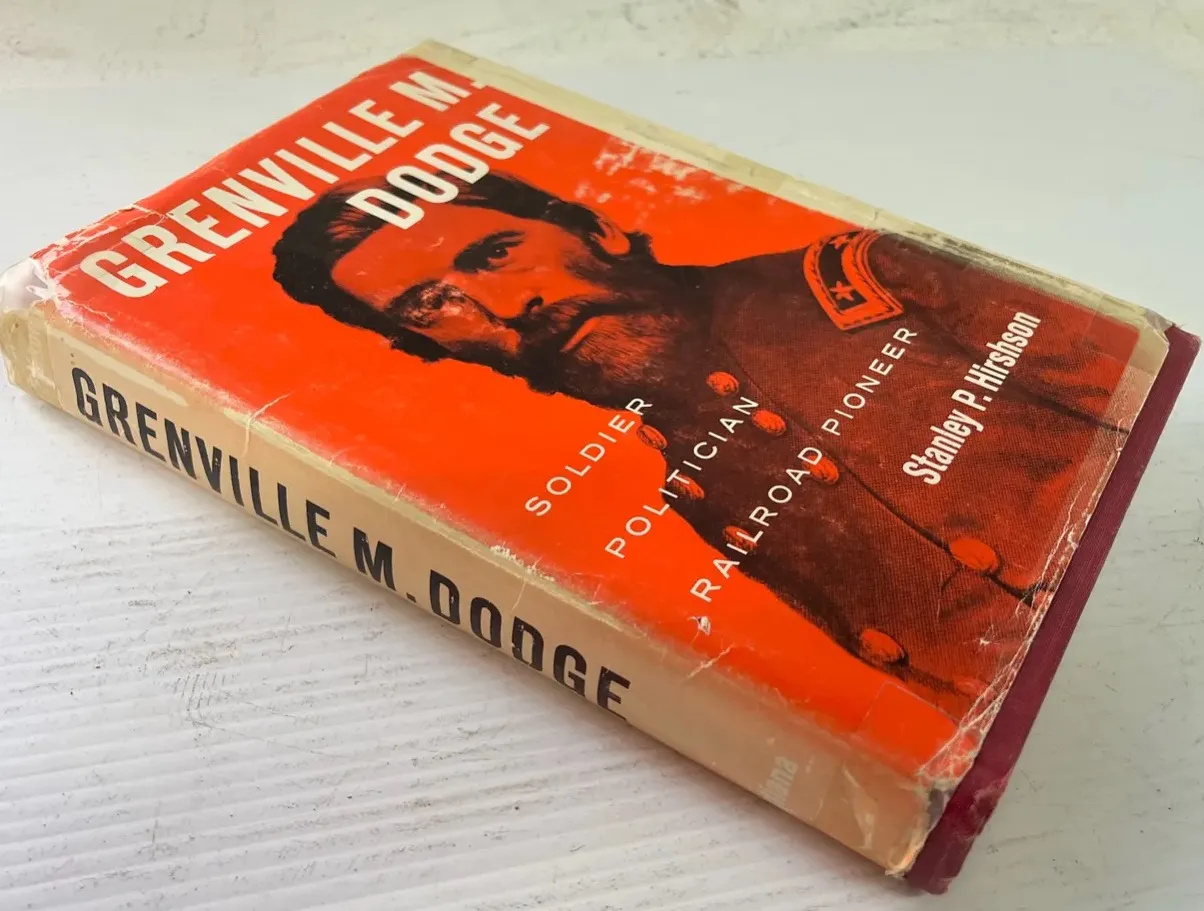 GRENVILLE M.
DODGE
SOLDIER
POLITICIAN
RAILROAD PIONEER
Stanley P. Hirshson
GRENVILLE M. DODGE